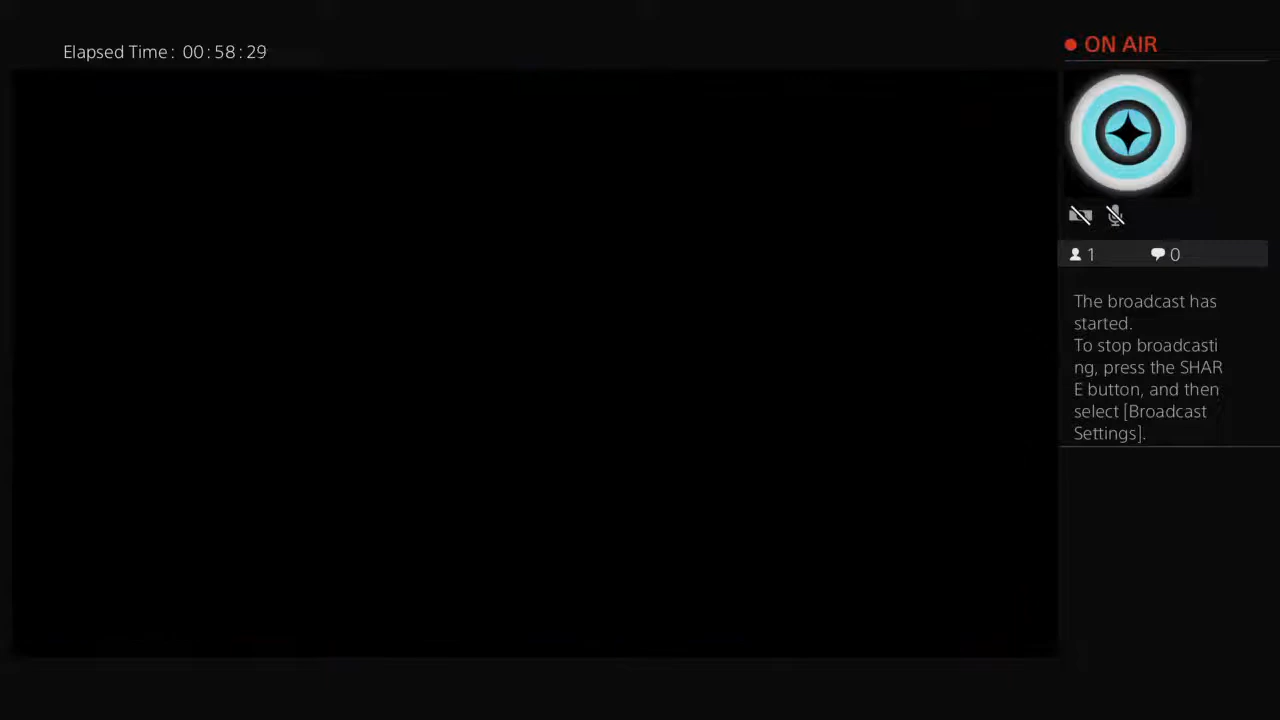 Elapsed Time: 00:58:29
ON AIR
1 0
The broadcast has
started.
To stop broadcasti
ng, press the SHAR
E button, and then
select [Broadcast
Settings].